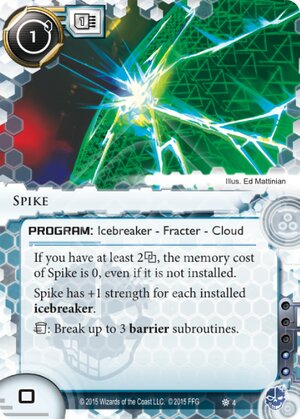 1
1
Illus. Ed Mattinian
SPIKE
PROGRAM: Icebreaker - Fracter - Cloud
If you have at least 2, the memory cost
of Spike is 0, even if it is not installed.
Spike has +1 strength for each installed
icebreaker.
: Break up to 3 barrier subroutines.
0
© 2015 Wizards of the Coast LLC. © 2015 FFG
4